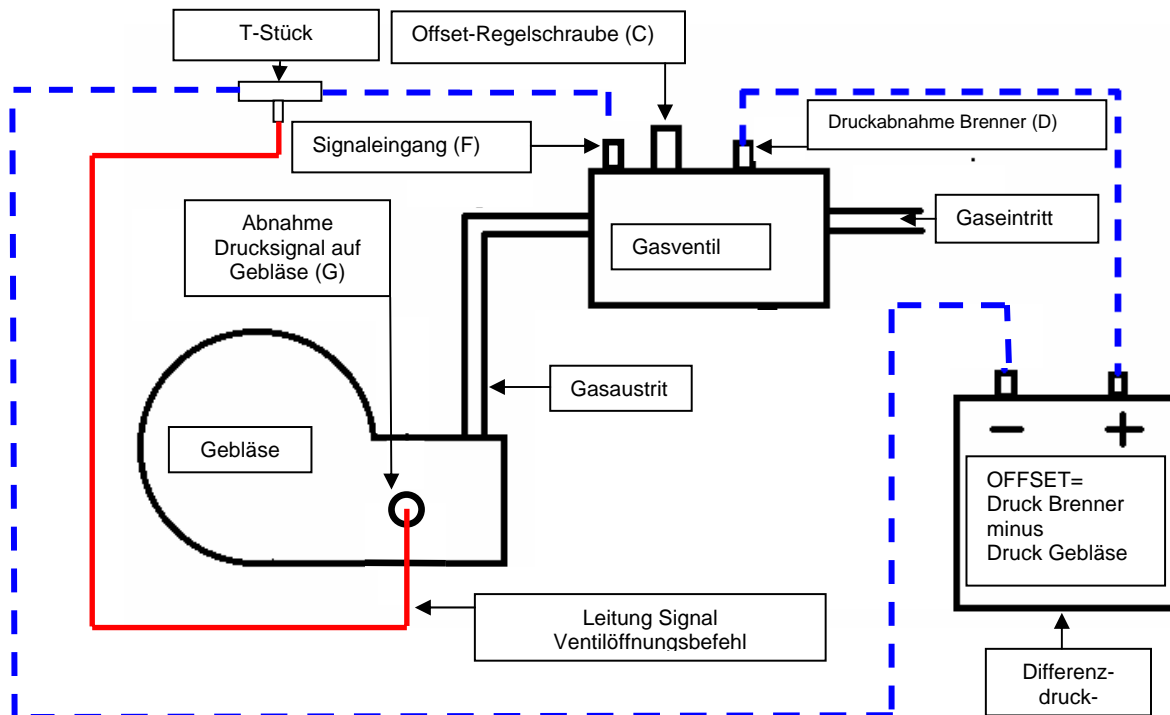 T-Stück
Offset-Regelschraube (C)
Signaleingang (F)
Druckabnahme Brenner (D)
Abnahme
Drucksignal auf
Gebläse (G)
Gasventil
Gaseintritt
Gasaustrit
Gebläse
− +
OFFSET=
Druck Brenner
minus
Druck Gebläse
Leitung Signal
Ventilöffnungsbefehl
Differenz-
druck-